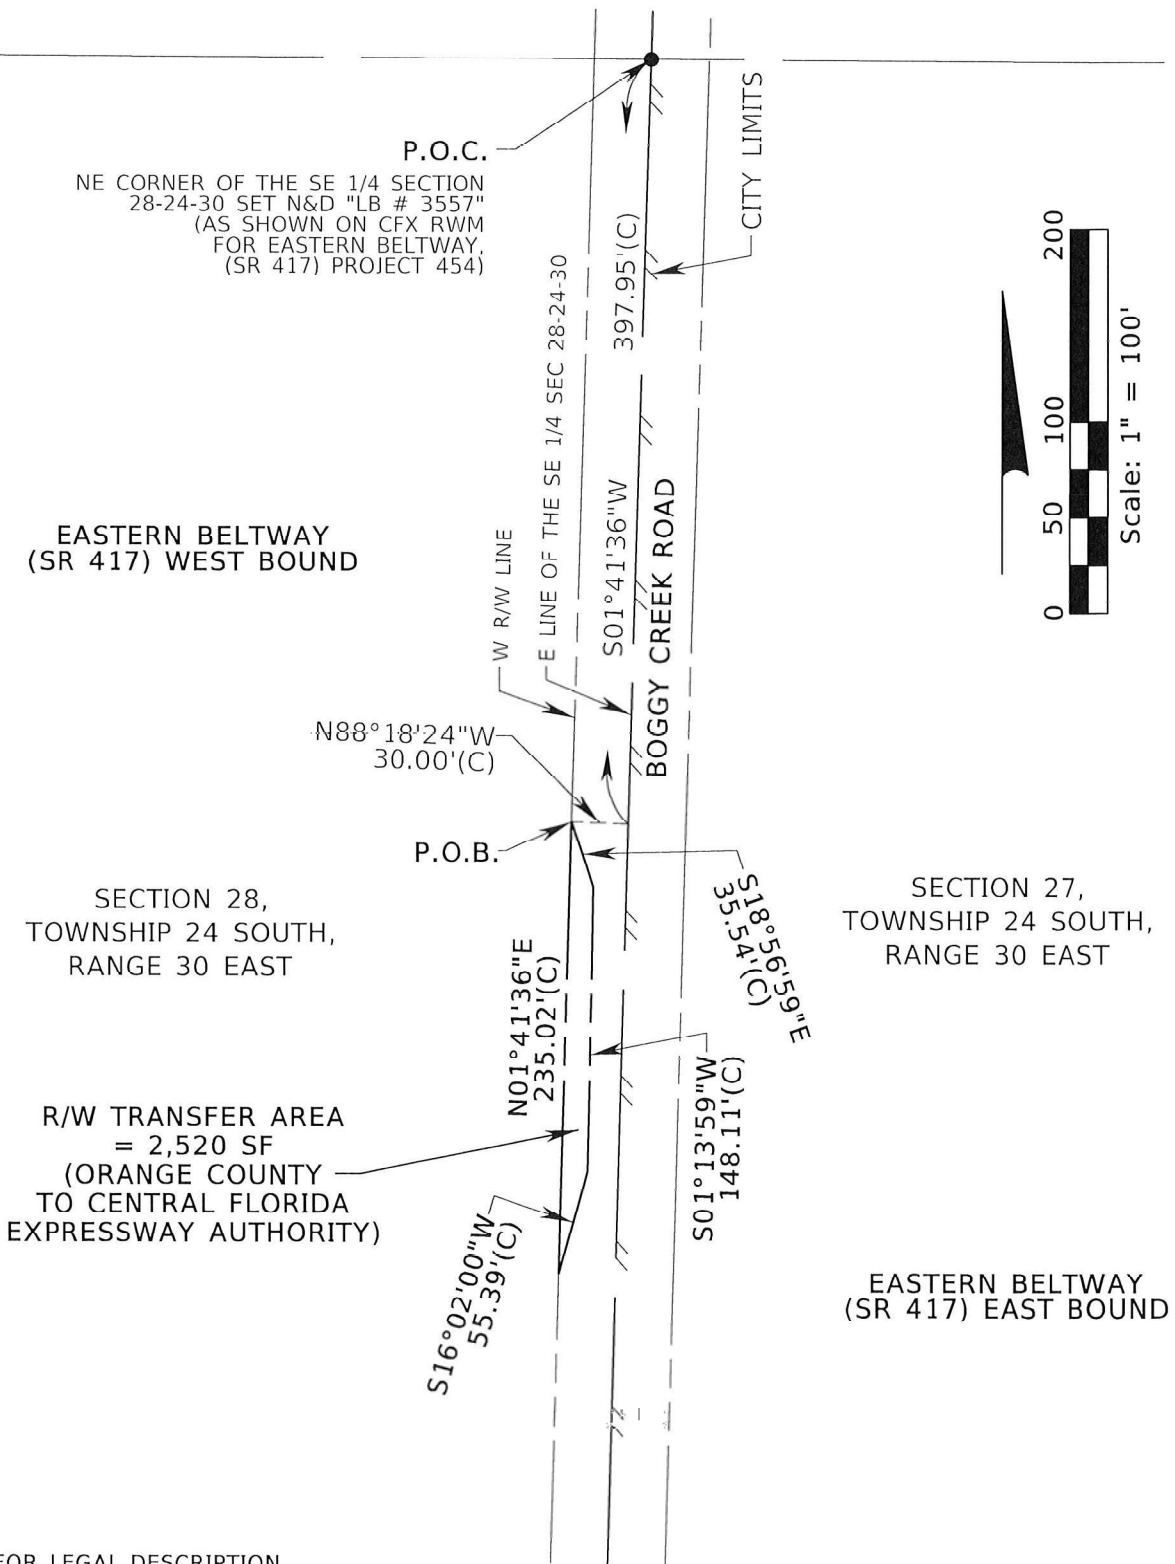 P.O.C.
NE CORNER OF THE SE 1/4 SECTION
28-24-30 SET N&D "LB # 3557"
(AS SHOWN ON CFX RWM
FOR EASTERN BELTWAY,
(SR 417) PROJECT 454)
CITY LIMITS
397.95'(C)
E LINE OF THE SE 1/4 SEC 28-24-30
0 50 100 200
Scale: 1" = 100'
EASTERN BELTWAY
(SR 417) WEST BOUND
W R/W LINE
S01°41'36"W
BOGGY CREEK ROAD
N88°18'24"W
30.00'(C)
P.O.B.
S18°56'59"E
35.54'(C)
SECTION 28,
TOWNSHIP 24 SOUTH,
RANGE 30 EAST
SECTION 27,
TOWNSHIP 24 SOUTH,
RANGE 30 EAST
N01°41'36"E
235.02'(C)
S01°13'59"W
148.11'(C)
R/W TRANSFER AREA
= 2,520 SF
(ORANGE COUNTY
TO CENTRAL FLORIDA
EXPRESSWAY AUTHORITY)
S16°02'00"W
55.39'(C)
EASTERN BELTWAY
(SR 417) EAST BOUND
FOR LEGAL DESCRIPTION